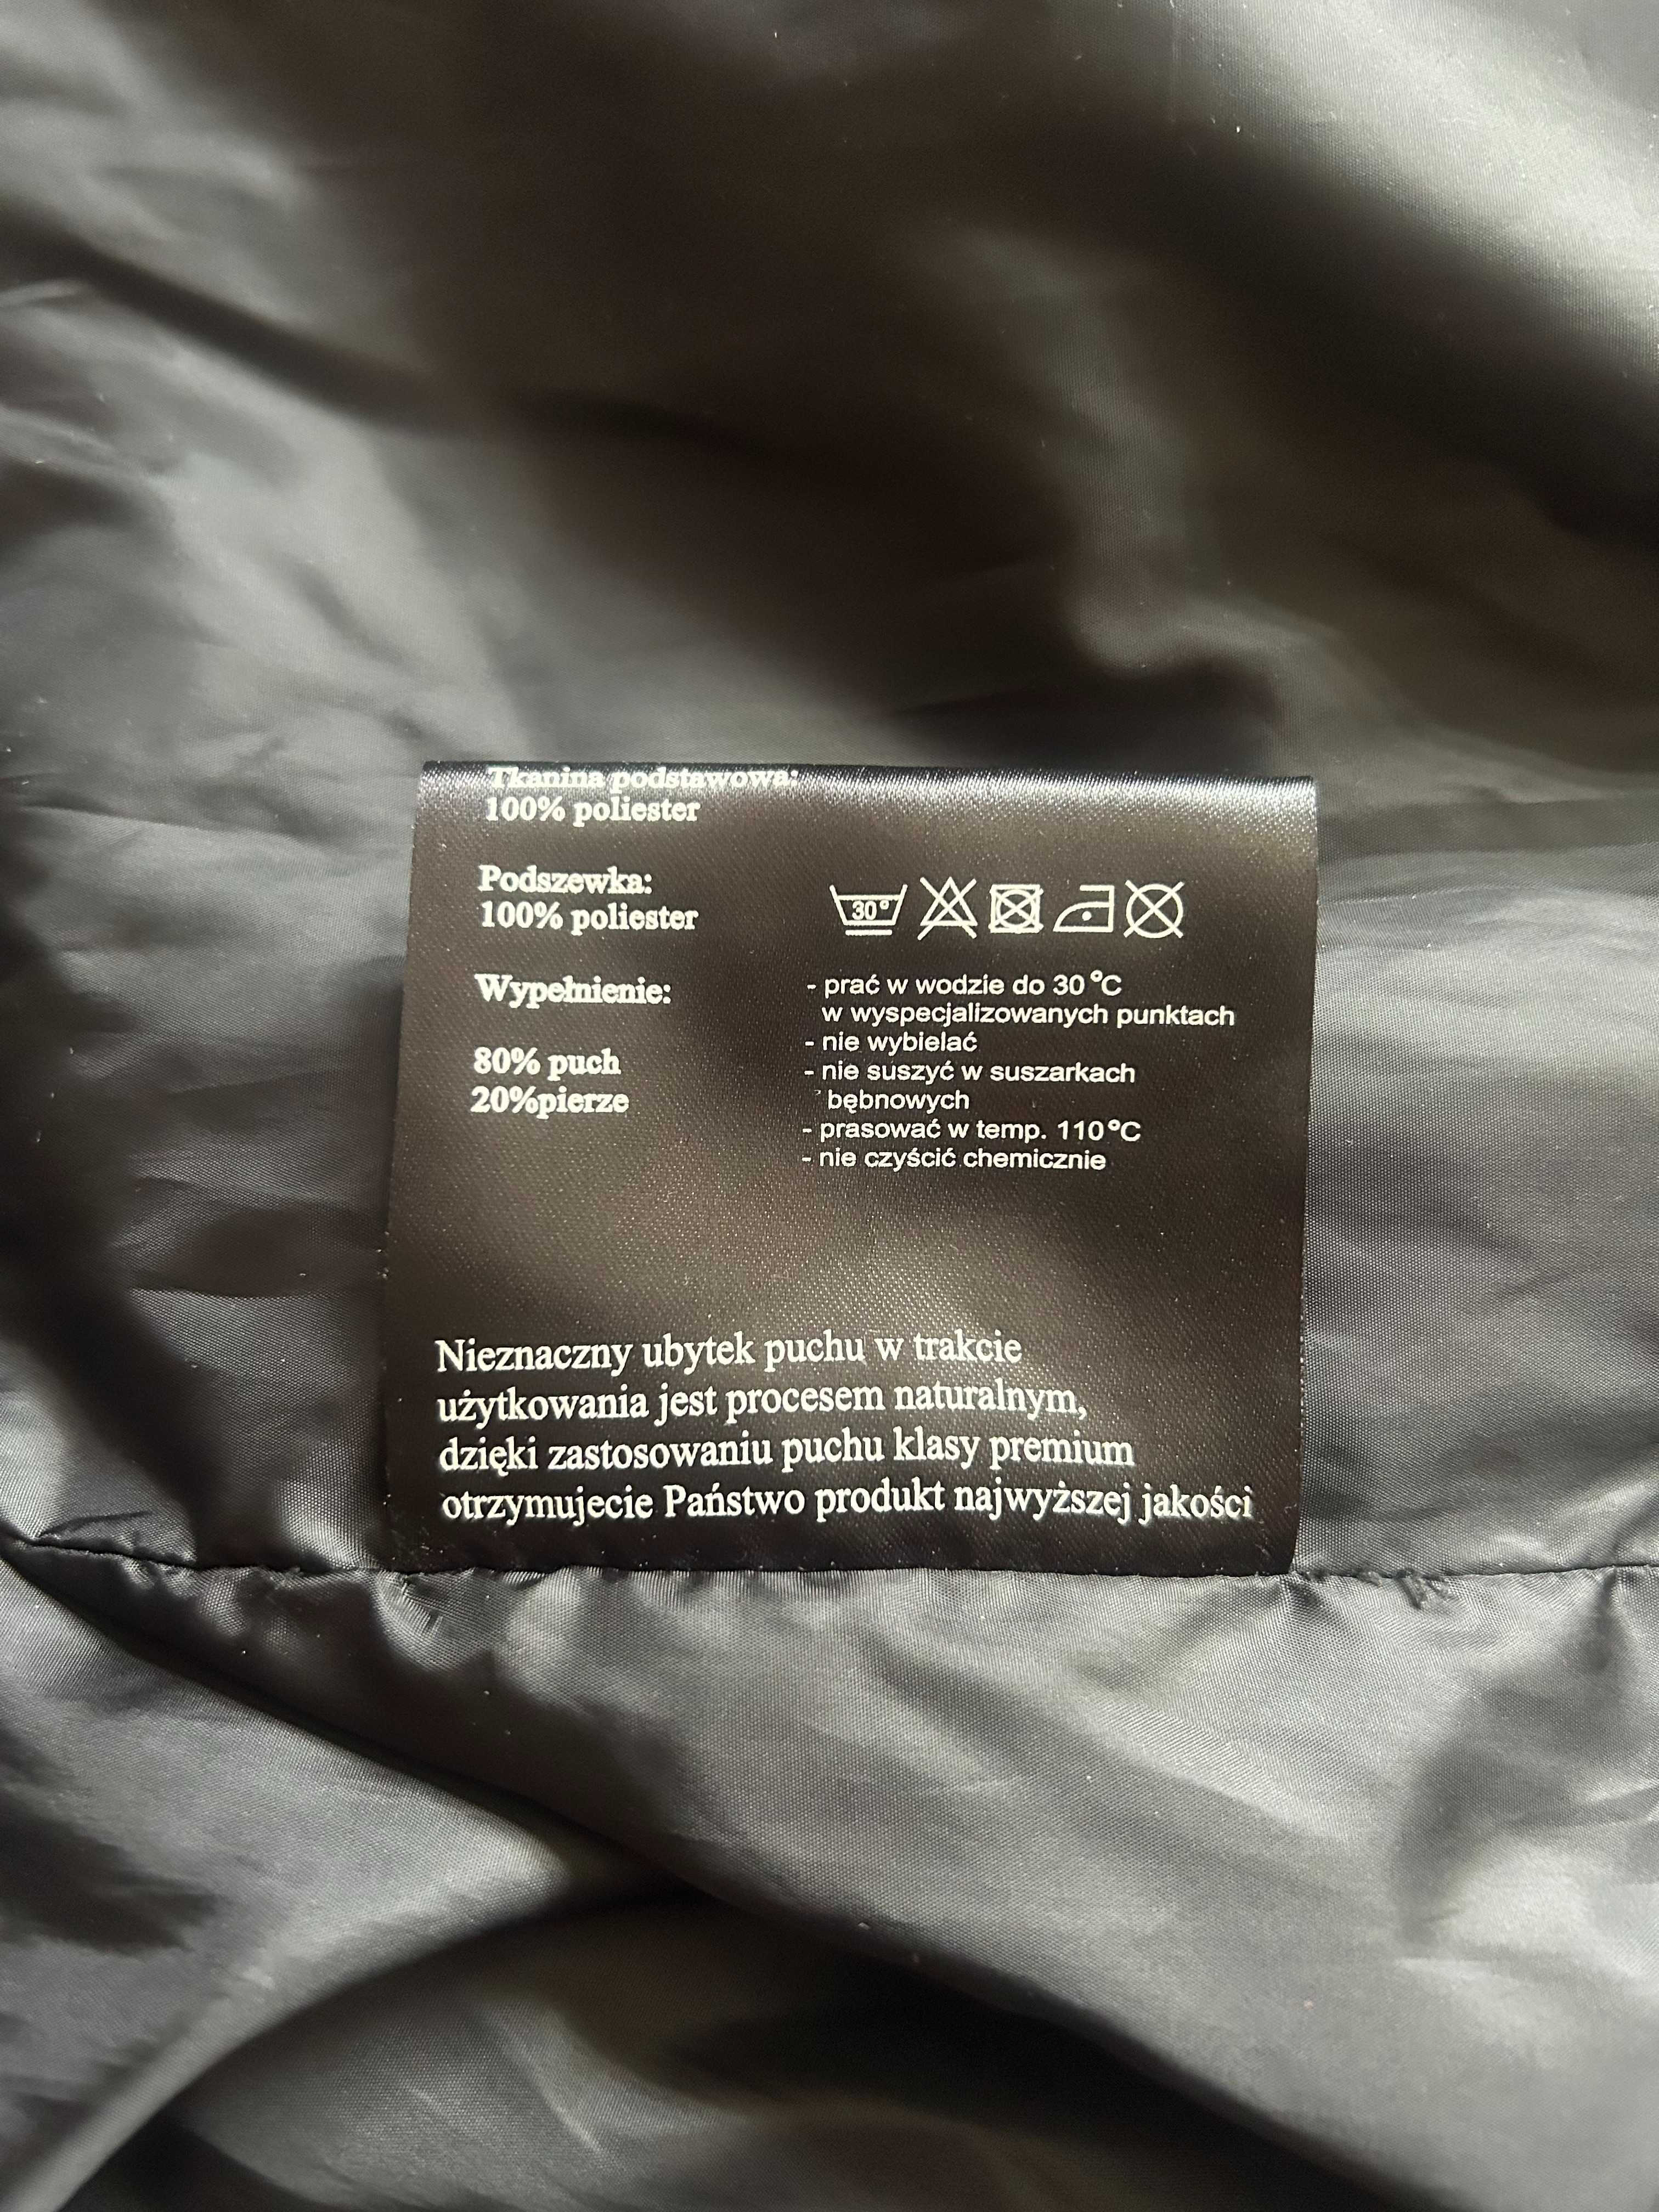 Tkanina podstawowa:
100% poliester
Podszewka:
100% poliester
Wypełnienie:
80% puch
20%pierze
30°
- prać w wodzie do 30 °C
w wyspecjalizowanych punktach
- nie wybielać
- nie suszyć w suszarkach
bębnowych
- prasować w temp. 110 °C
- nie czyścić chemicznie
Nieznaczny ubytek puchu w trakcie
użytkowania jest procesem naturalnym,
dzięki zastosowaniu puchu klasy premium
otrzymujecie Państwo produkt najwyższej jakości